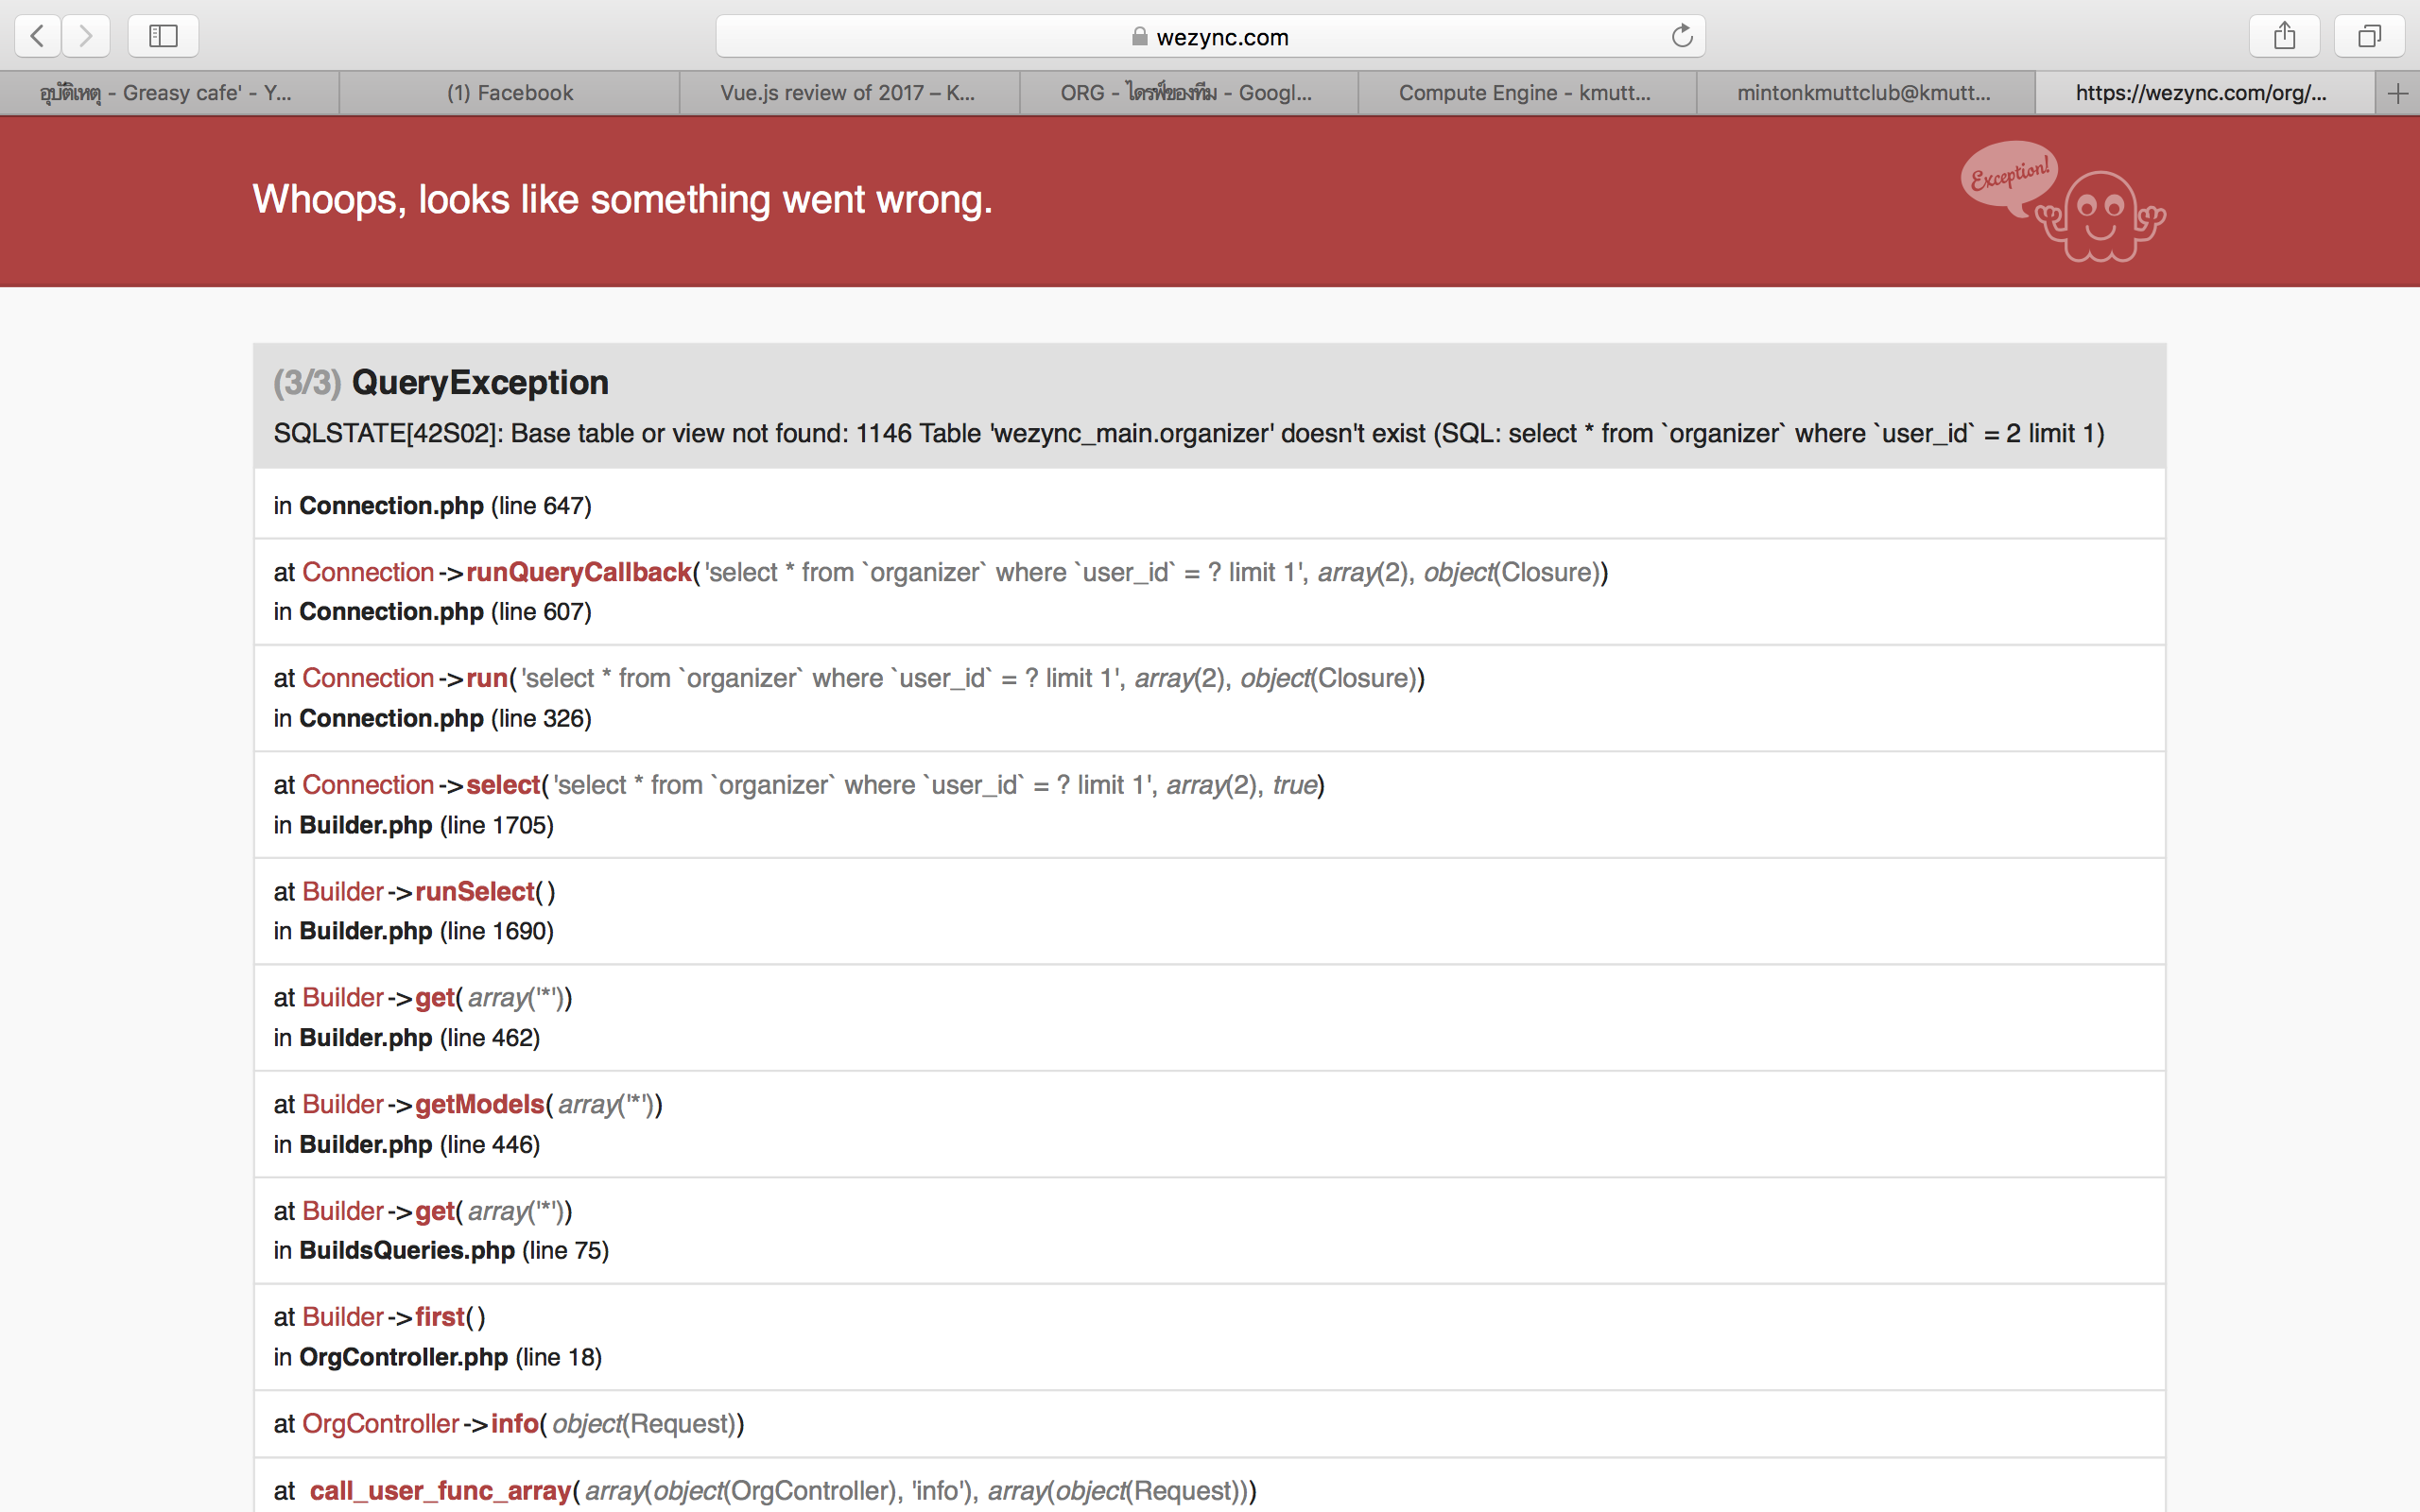 wezync.com
อุบัติเหตุ - Greasy cafe' - Y...
(1) Facebook
Vue.js review of 2017 – K...
ORG - ไดรฟ์ของทีม - Googl...
Compute Engine - kmutt...
mintonkmuttclub@kmutt...
https://wezync.com/org/...
Whoops, looks like something went wrong.
Exception!
(3/3) QueryException
SQLSTATE[42S02]: Base table or view not found: 1146 Table 'wezync_main.organizer' doesn't exist (SQL: select * from `organizer` where `user_id` = 2 limit 1)
in Connection.php (line 647)
at Connection->runQueryCallback('select * from `organizer` where `user_id` = ? limit 1', array(2), object(Closure))
in Connection.php (line 607)
at Connection->run('select * from `organizer` where `user_id` = ? limit 1', array(2), object(Closure))
in Connection.php (line 326)
at Connection->select('select * from `organizer` where `user_id` = ? limit 1', array(2), true)
in Builder.php (line 1705)
at Builder->runSelect()
in Builder.php (line 1690)
at Builder->get(array('*'))
in Builder.php (line 462)
at Builder->getModels(array('*'))
in Builder.php (line 446)
at Builder->get(array('*'))
in BuildsQueries.php (line 75)
at Builder->first()
in OrgController.php (line 18)
at OrgController->info(object(Request))
at call_user_func_array(array(object(OrgController), 'info'), array(object(Request)))